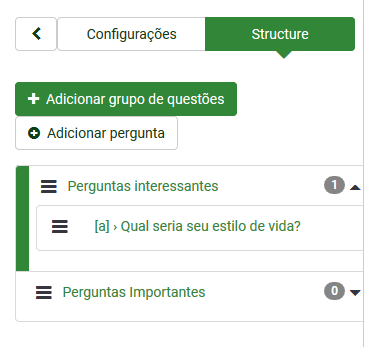 Configurações Structure
Adicionar grupo de questões
Adicionar pergunta
Perguntas interessantes 1
[a] › Qual seria seu estilo de vida?
Perguntas Importantes 0